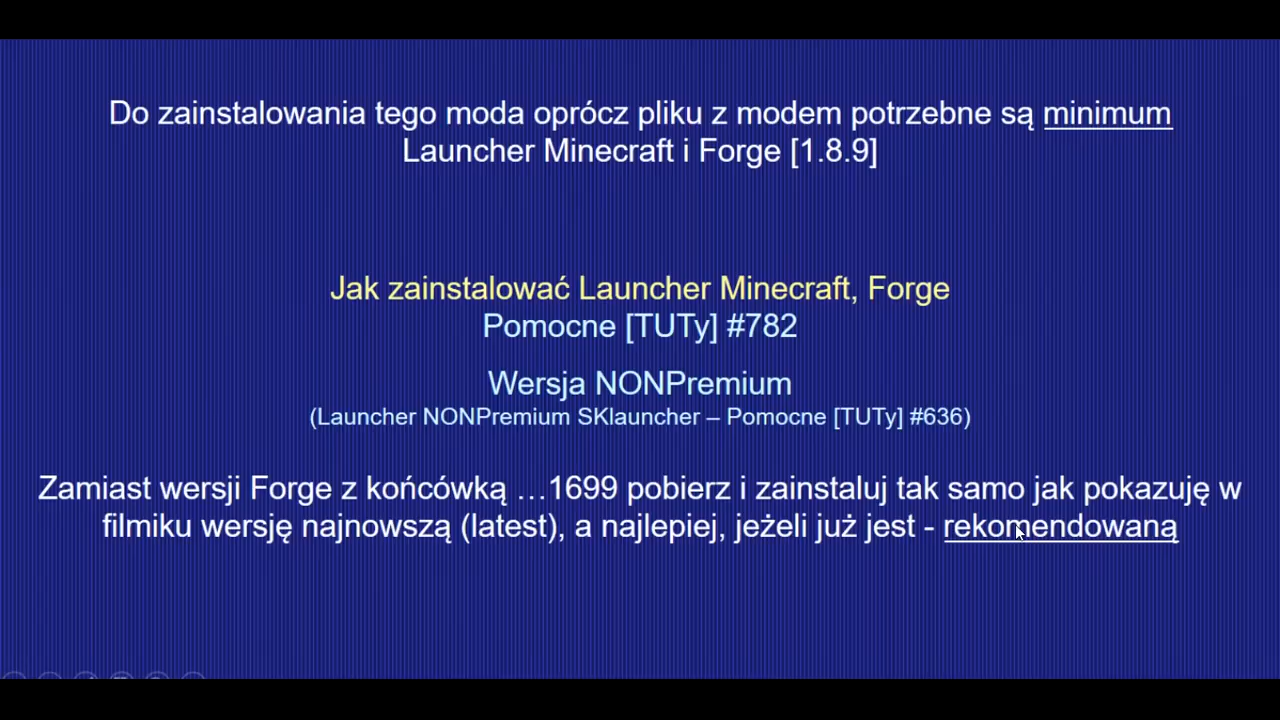 Do zainstalowania tego moda oprócz pliku z modem potrzebne są minimum
Launcher Minecraft i Forge [1.8.9]
Jak zainstalować Launcher Minecraft, Forge
Pomocne [TUTy] #782
Wersja NONPremium
(Launcher NONPremium SKlauncher – Pomocne [TUTy] #636)
Zamiast wersji Forge z końcówką …1699 pobierz i zainstaluj tak samo jak pokazuję w
filmiku wersję najnowszą (latest), a najlepiej, jeżeli już jest - rekomendowaną